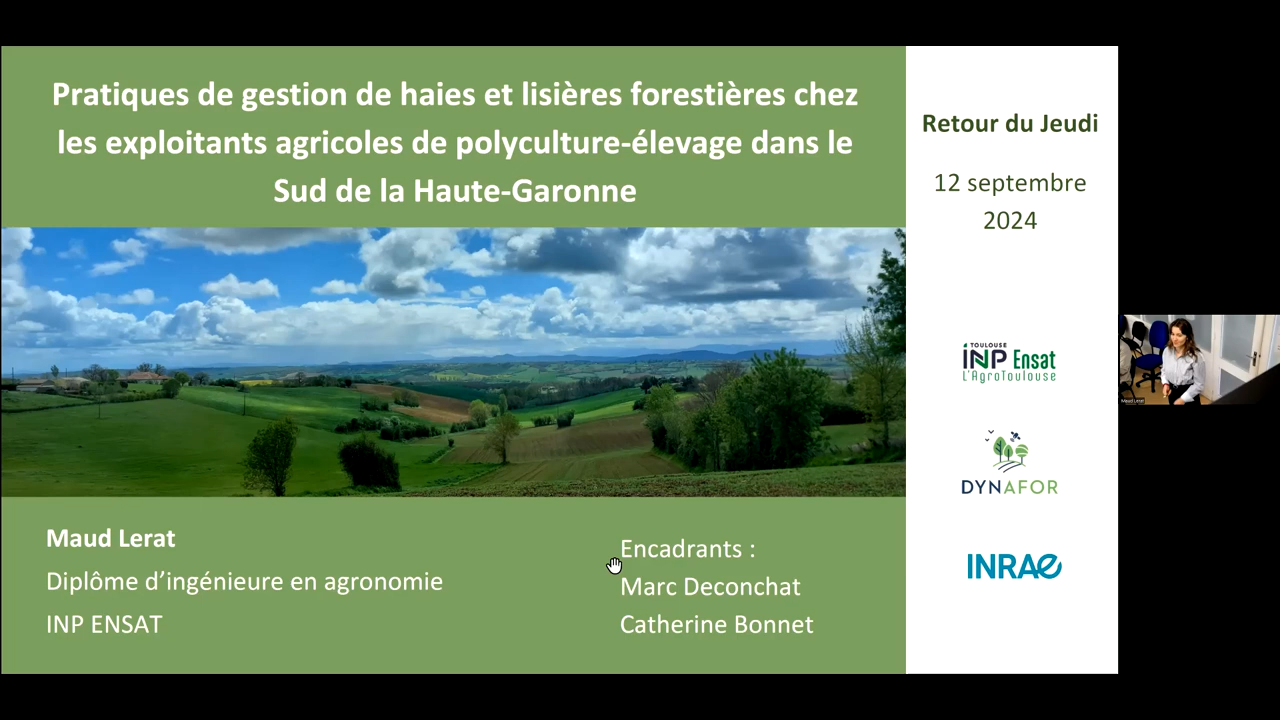 Pratiques de gestion de haies et lisières forestières chez
les exploitants agricoles de polyculture-élevage dans le
Sud de la Haute-Garonne
Retour du Jeudi
12 septembre
2024
TOULOUSE
INP Ensat
L'AgroToulouse
DYNAFOR
INRAE
Maud Lerat
Diplôme d’ingénieure en agronomie
INP ENSAT
Encadrants :
Marc Deconchat
Catherine Bonnet
Maud Lerat